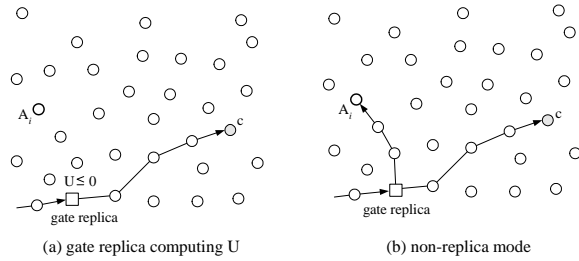 A_i
c
U ≤ 0
gate replica
(a) gate replica computing U
A_i
c
gate replica
(b) non-replica mode